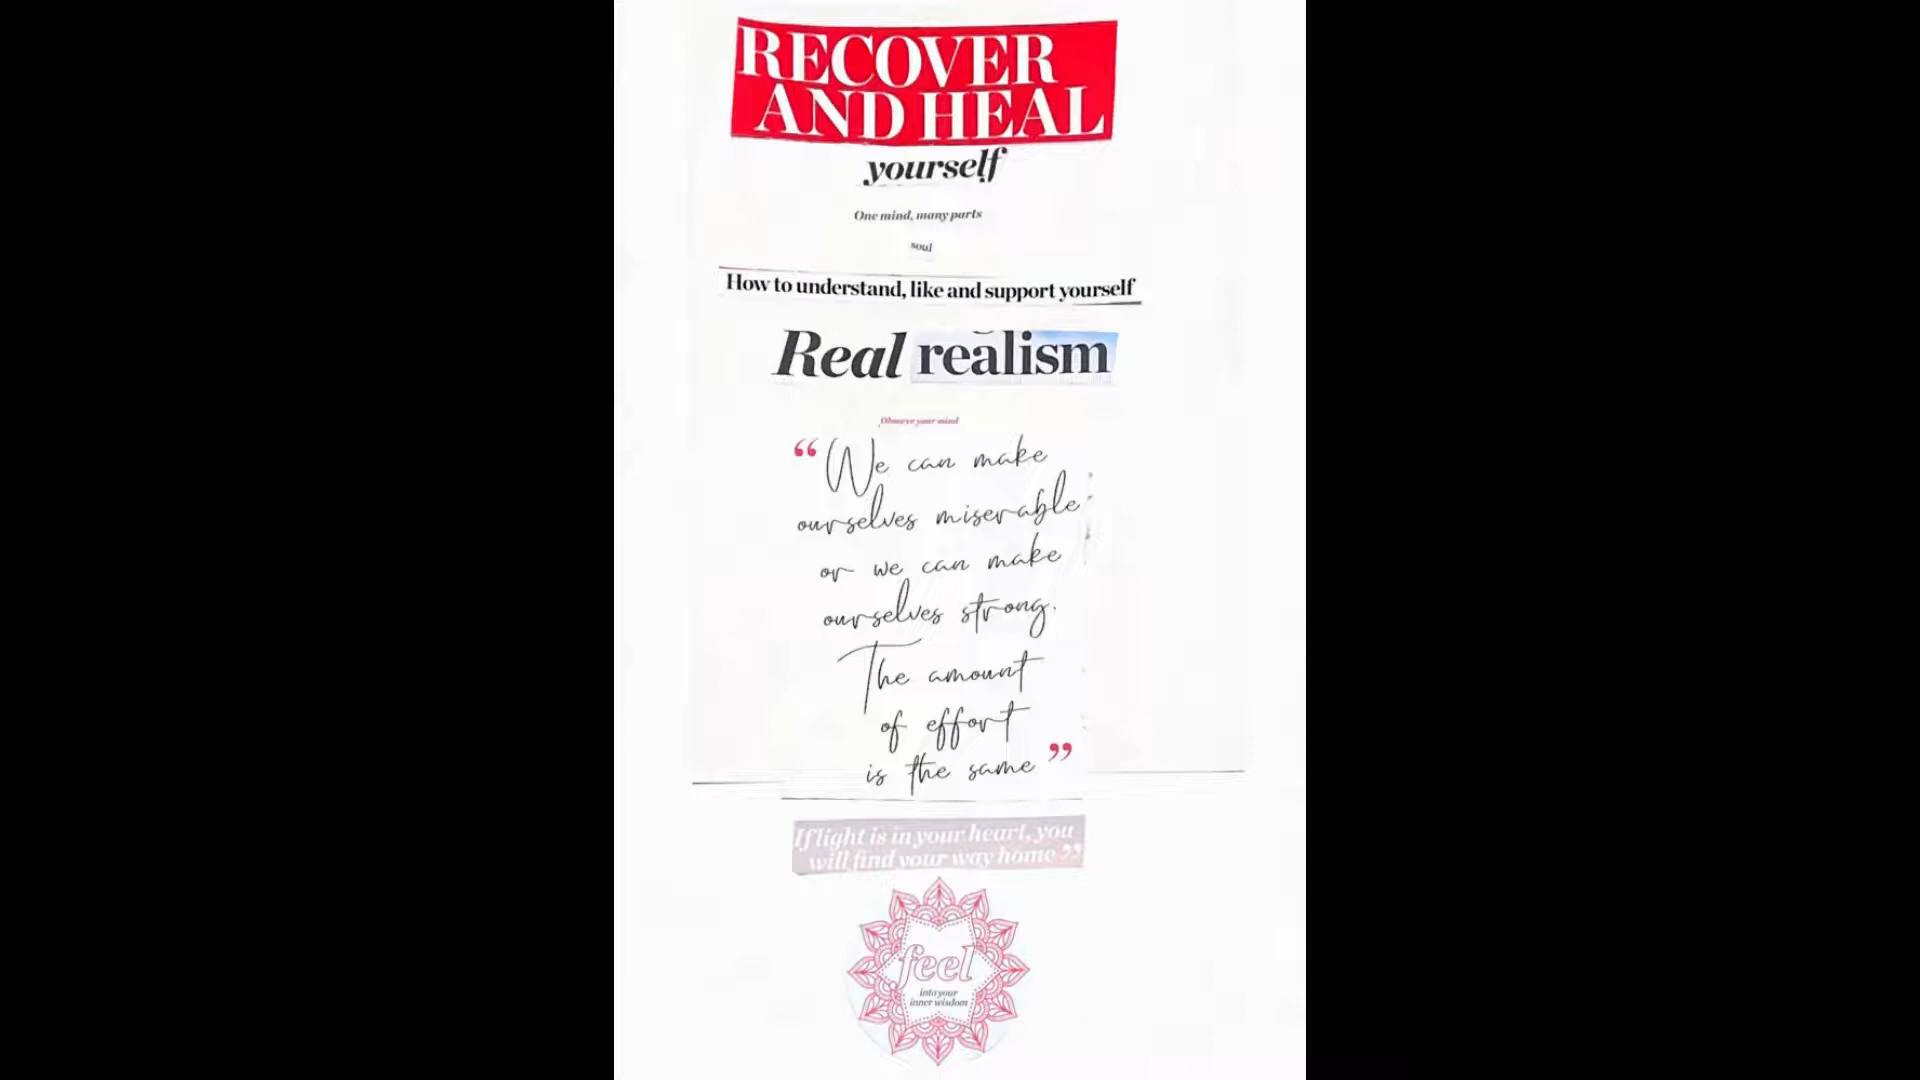 RECOVER
AND HEAL
yourself
One mind, many parts
soul
How to understand, like and support yourself
Real realism
Observe your mind
“We can make
ourselves miserable
or we can make
ourselves strong.
The amount
of effort
is the same”
If light is in your heart, you
will find your way home”
feel
into your
inner wisdom